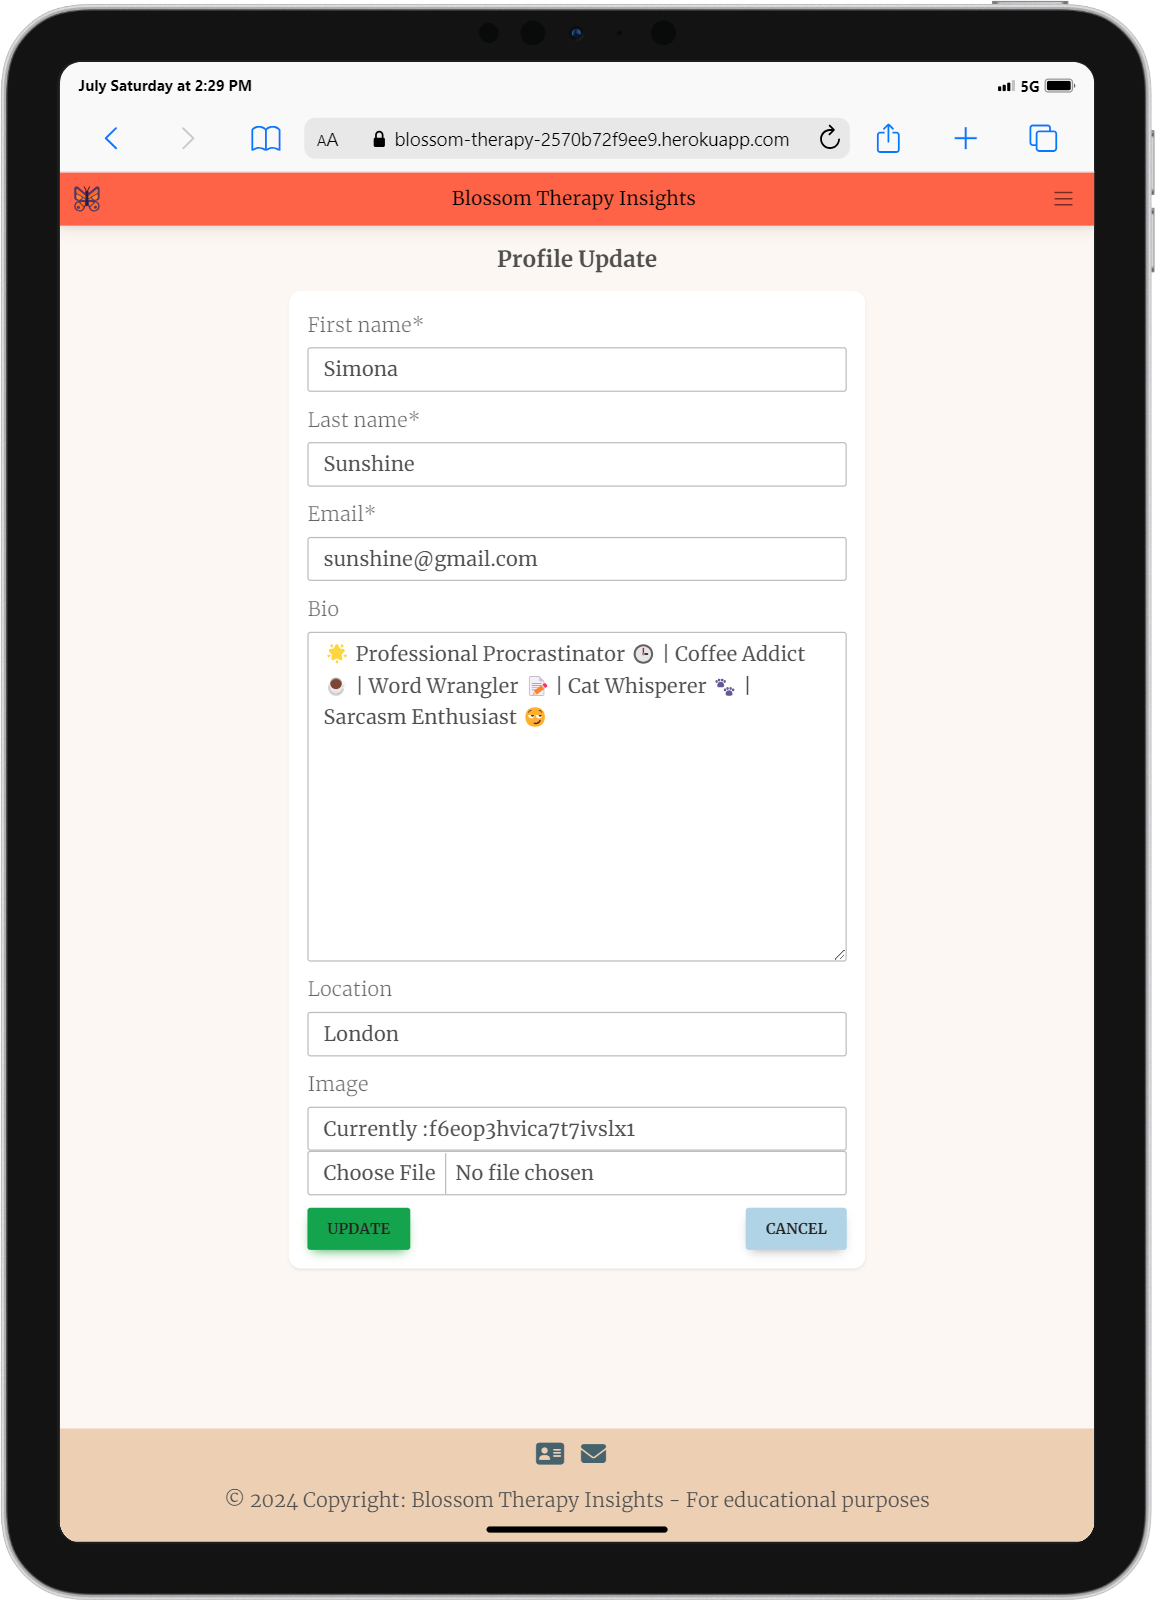 July Saturday at 2:29 PM
5G
AA
blossom-therapy-2570b72f9ee9.herokuapp.com
Blossom Therapy Insights
Profile Update
First name*
Simona
Last name*
Sunshine
Email*
sunshine@gmail.com
Bio
🌟 Professional Procrastinator 🕒 | Coffee Addict
☕ | Word Wrangler 📝 | Cat Whisperer 🐾 |
Sarcasm Enthusiast 😏
Location
London
Image
Currently :f6eop3hvica7t7ivslx1
Choose File No file chosen
UPDATE CANCEL
© 2024 Copyright: Blossom Therapy Insights - For educational purposes